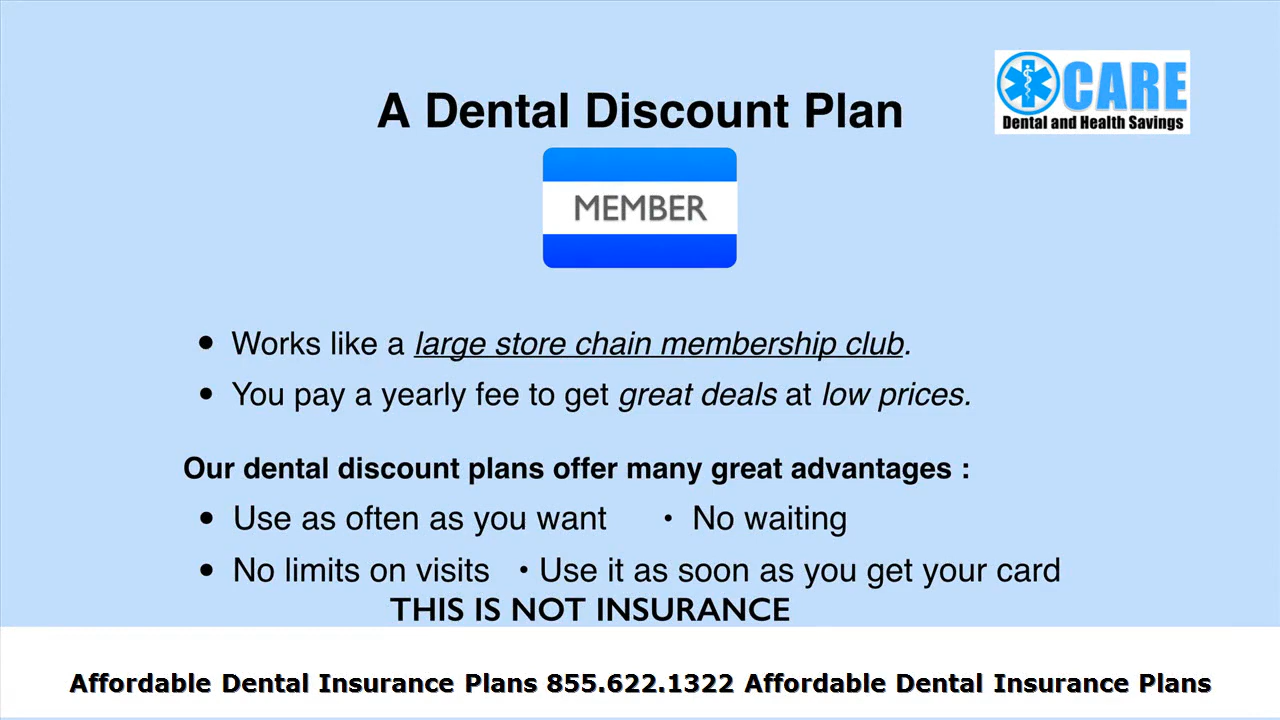 A Dental Discount Plan
CARE
Dental and Health Savings
MEMBER
• Works like a large store chain membership club.
• You pay a yearly fee to get great deals at low prices.
Our dental discount plans offer many great advantages :
• Use as often as you want • No waiting
• No limits on visits • Use it as soon as you get your card
THIS IS NOT INSURANCE
Affordable Dental Insurance Plans 855.622.1322 Affordable Dental Insurance Plans